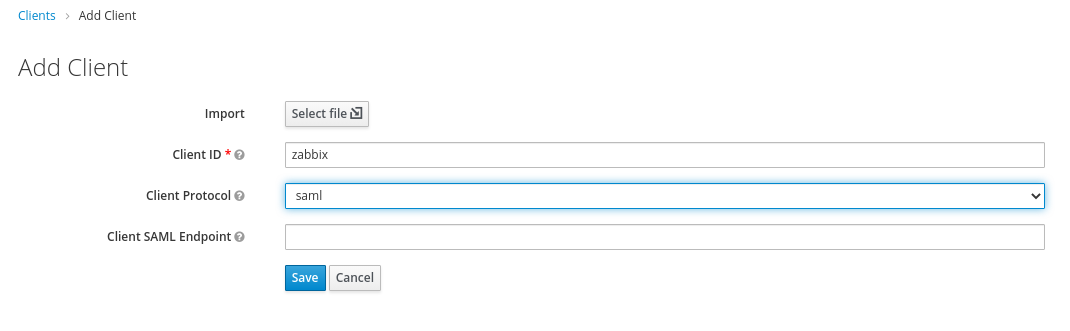 Clients › Add Client
Add Client
Import Select file
Client ID * zabbix
Client Protocol saml
Client SAML Endpoint
Save Cancel